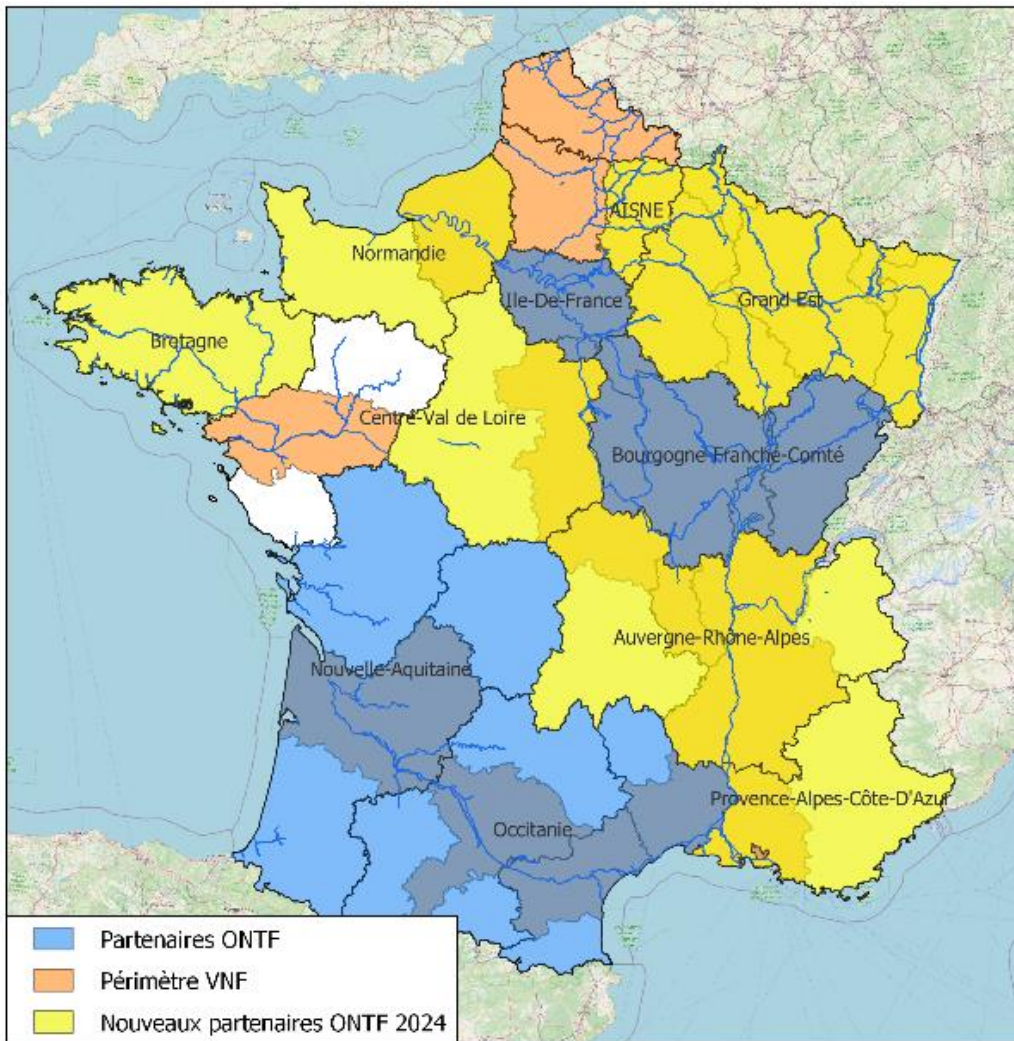 AISNE
Normandie
Ile-De-France
Grand Est
Bretagne
Centre-Val de Loire
Bourgogne-Franche-Comté
Auvergne-Rhône-Alpes
Nouvelle-Aquitaine
Provence-Alpes-Côte-D'Azur
Occitanie
Partenaires ONTF
Périmètre VNF
Nouveaux partenaires ONTF 2024